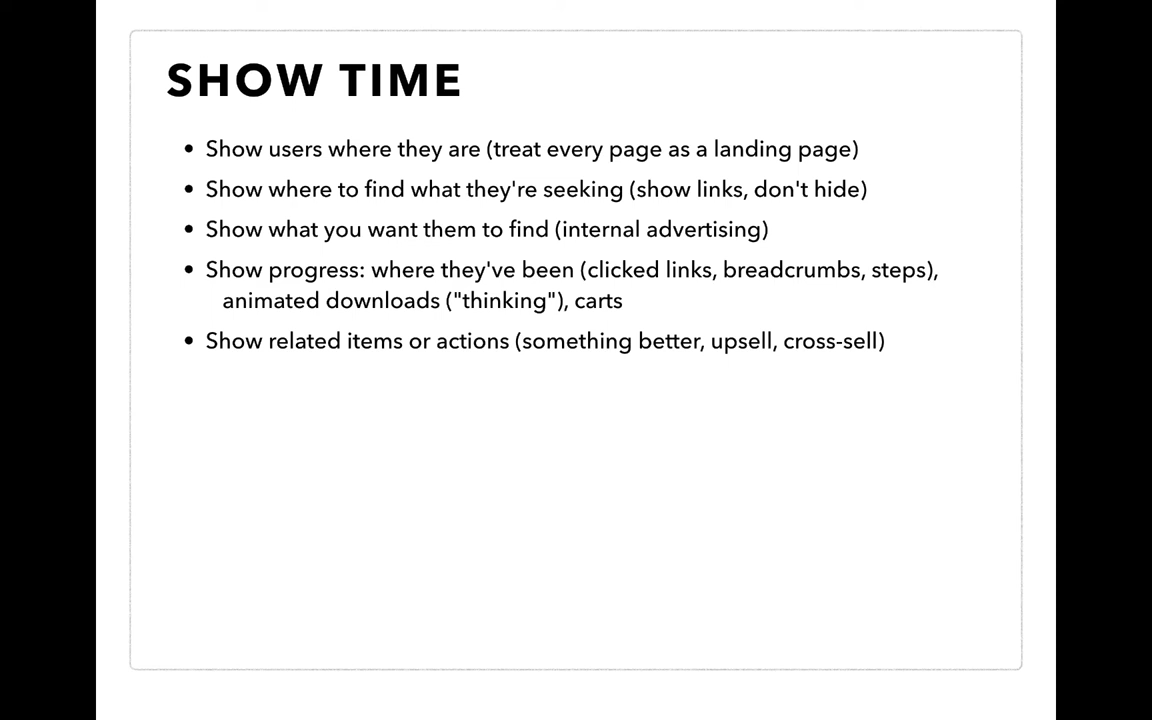 SHOW TIME
• Show users where they are (treat every page as a landing page)
• Show where to find what they're seeking (show links, don't hide)
• Show what you want them to find (internal advertising)
• Show progress: where they've been (clicked links, breadcrumbs, steps),
animated downloads ("thinking"), carts
• Show related items or actions (something better, upsell, cross-sell)